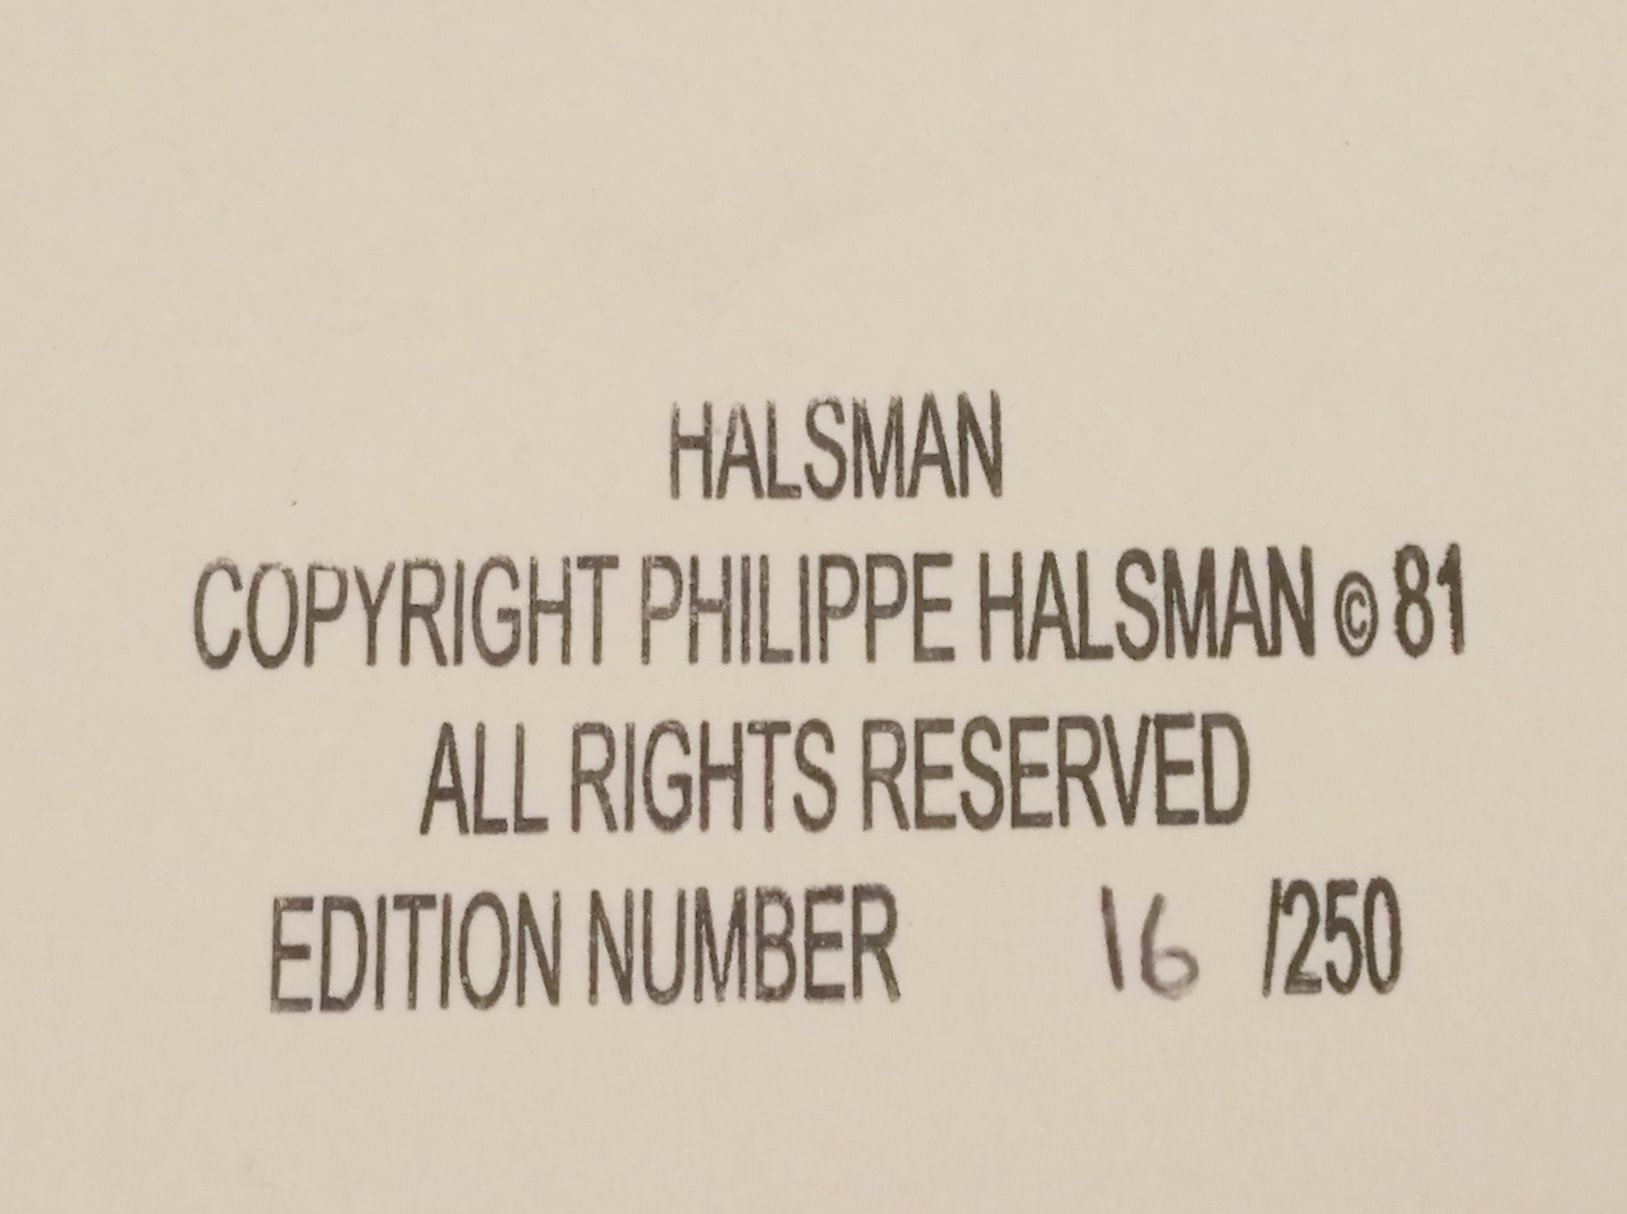 HALSMAN
COPYRIGHT PHILIPPE HALSMAN © 81
ALL RIGHTS RESERVED
EDITION NUMBER 16 /250